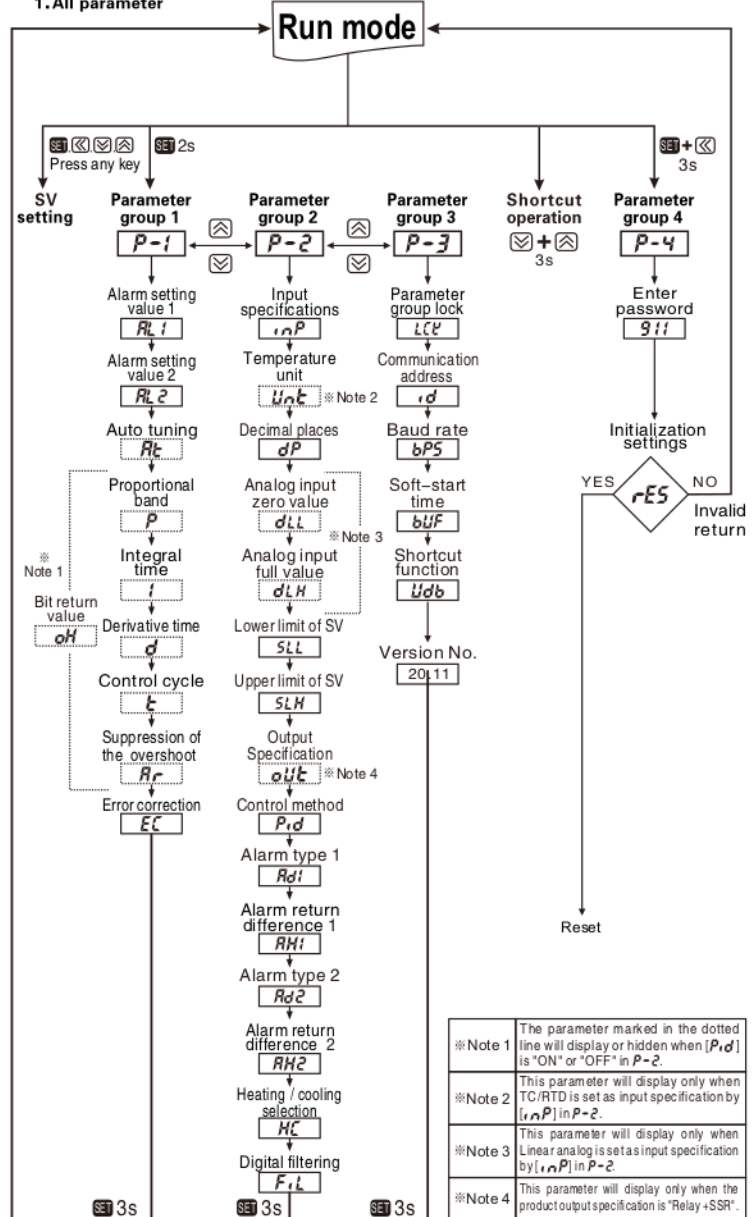 1. All parameter
Run mode
SET
Press any key
SET 2s
SET +
3s
SV
setting
Parameter
group 1
P-1
Parameter
group 2
P-2
Parameter
group 3
P-3
Shortcut
operation
+
3s
Parameter
group 4
P-4
Alarm setting
value 1
AL1
Alarm setting
value 2
AL2
Auto tuning
At
Proportional
band
P
Integral
time
I
Derivative time
d
Control cycle
t
Suppression of
the overshoot
Ar
Error correction
EC
※
Note 1
Bit return
value
oH
SET 3s
Input
specifications
inP
Temperature
unit
Unt ※Note 2
Decimal places
dP
Analog input
zero value
dLL
※Note 3
Analog input
full value
dLH
Lower limit of SV
SLL
Upper limit of SV
SLH
Output
Specification
oUt ※Note 4
Control method
Pid
Alarm type 1
Ad1
Alarm return
difference 1
AH1
Alarm type 2
Ad2
Alarm return
difference 2
AH2
Heating / cooling
selection
HC
Digital filtering
FiL
SET 3s
Parameter
group lock
LCK
Communication
address
id
Baud rate
bPS
Soft-start
time
bUF
Shortcut
function
Udb
Version No.
20.11
SET 3s
Enter
password
911
Initialization
settings
YES
rES
NO
Invalid
return
Reset
※Note 1 The parameter marked in the dotted
line will display or hidden when [Pid]
is "ON" or "OFF" in P-2.
※Note 2 This parameter will display only when
TC/RTD is set as input specification by
[inP] in P-2.
※Note 3 This parameter will display only when
Linear analog is set as input specification
by [inP] in P-2.
※Note 4 This parameter will display only when the
product output specification is "Relay +SSR".